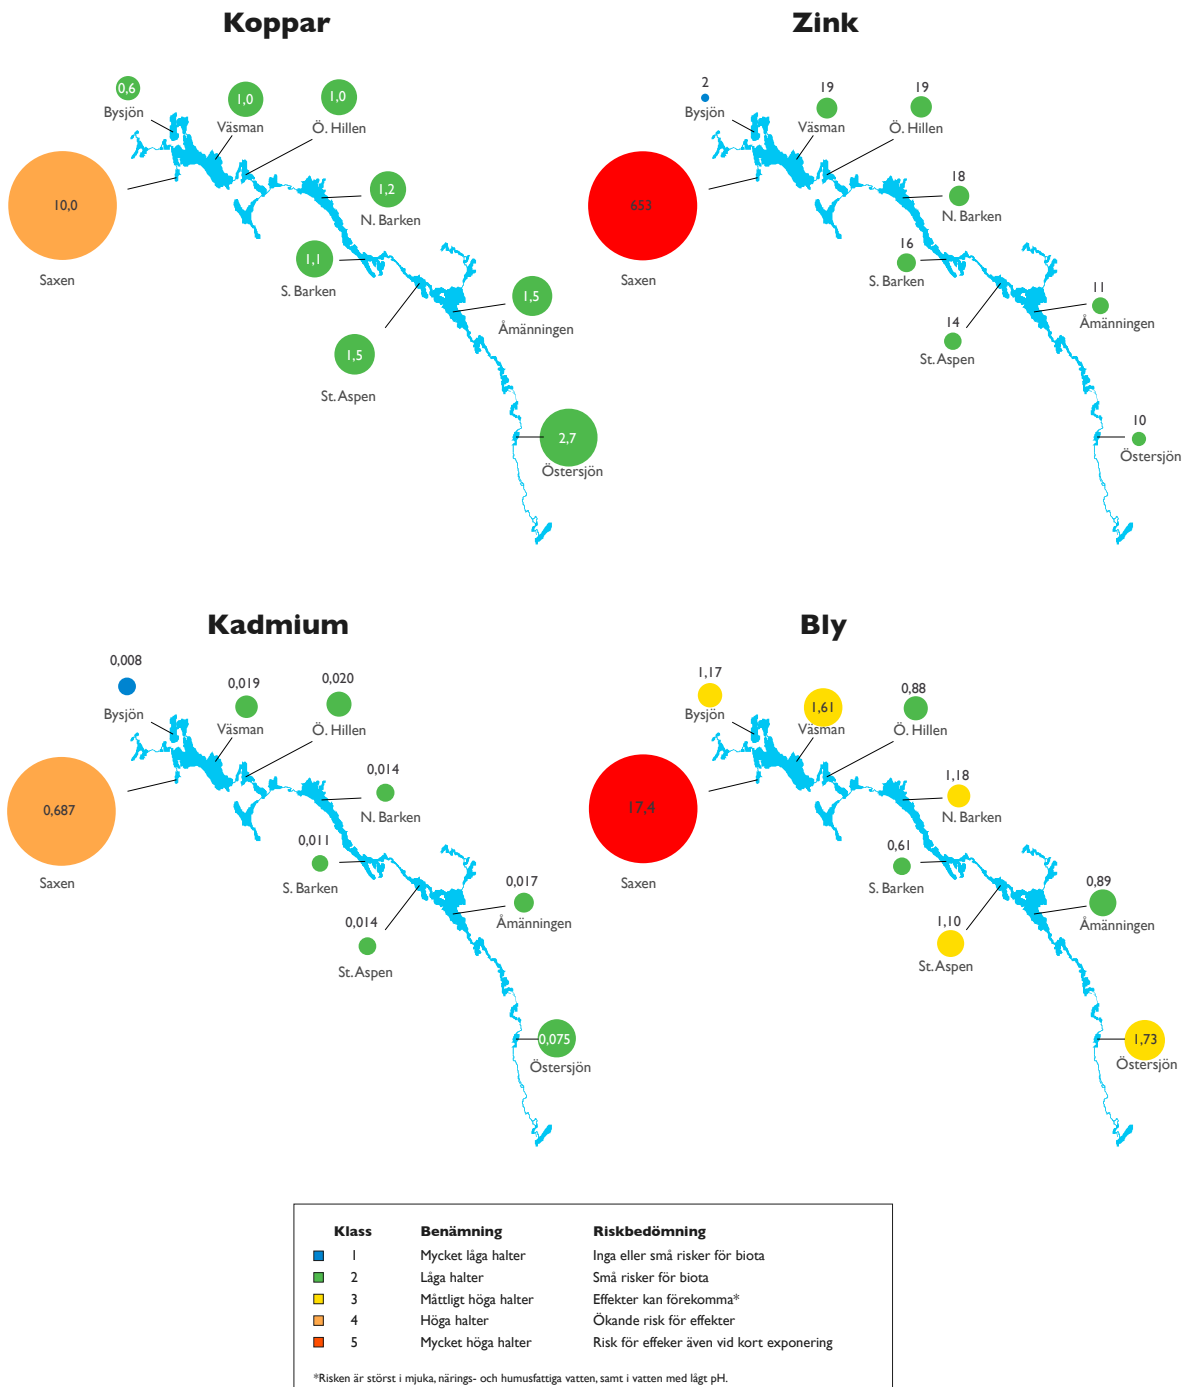 Koppar
0,6
Bysjön
1,0
Väsman
1,0
Ö. Hillen
10,0
Saxen
1,2
N. Barken
1,1
S. Barken
1,5
Åmänningen
1,5
St. Aspen
2,7
Östersjön
Zink
2
Bysjön
19
Väsman
19
Ö. Hillen
653
Saxen
18
N. Barken
16
S. Barken
11
Åmänningen
14
St. Aspen
10
Östersjön
Kadmium
0,008
Bysjön
0,019
Väsman
0,020
Ö. Hillen
0,687
Saxen
0,014
N. Barken
0,011
S. Barken
0,017
Åmänningen
0,014
St. Aspen
0,075
Östersjön
Bly
1,17
Bysjön
1,61
Väsman
0,88
Ö. Hillen
17,4
Saxen
1,18
N. Barken
0,61
S. Barken
0,89
Åmänningen
1,10
St. Aspen
1,73
Östersjön
Klass Benämning Riskbedömning
1 Mycket låga halter Inga eller små risker för biota
2 Låga halter Små risker för biota
3 Måttligt höga halter Effekter kan förekomma*
4 Höga halter Ökande risk för effekter
5 Mycket höga halter Risk för effeker även vid kort exponering
*Risken är störst i mjuka, närings- och humusfattiga vatten, samt i vatten med lågt pH.